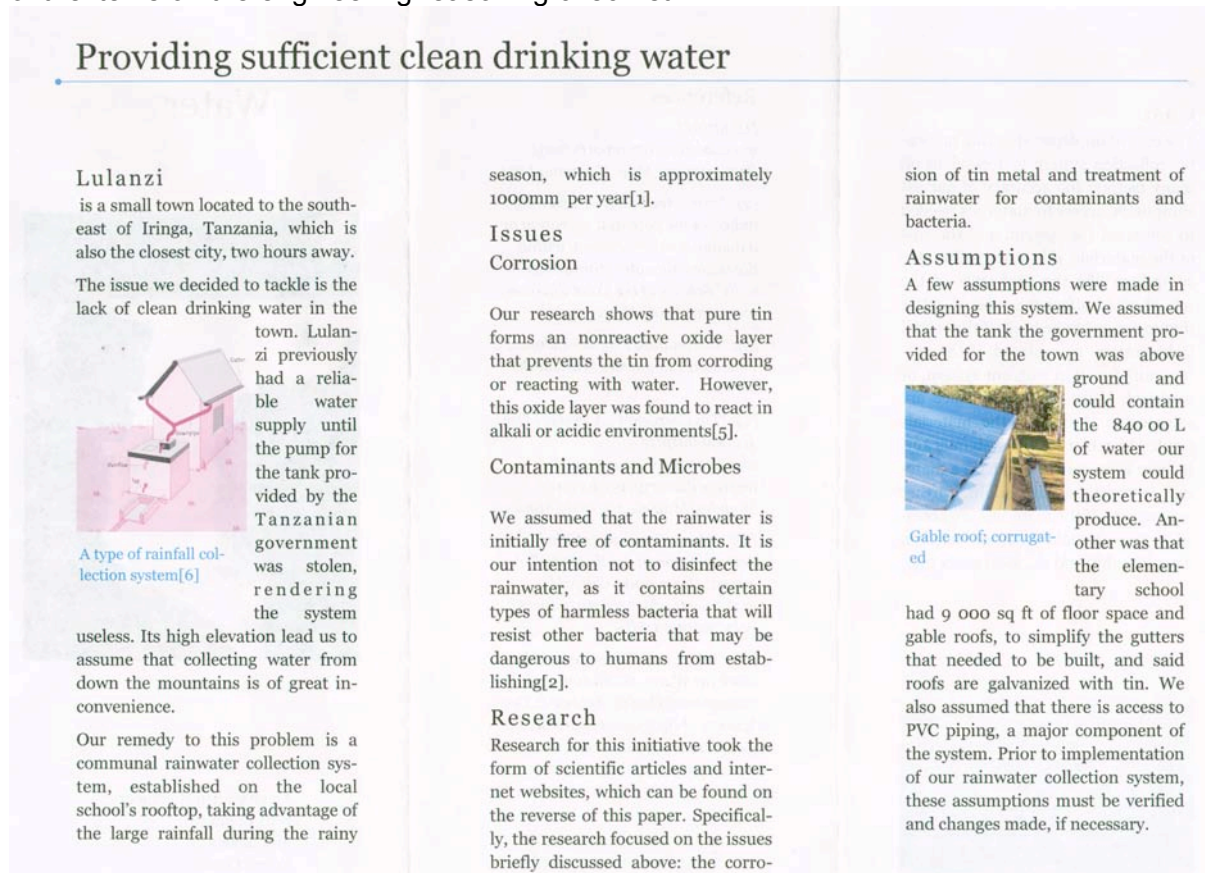 Providing sufficient clean drinking water
Lulanzi
is a small town located to the south-
east of Iringa, Tanzania, which is
also the closest city, two hours away.
The issue we decided to tackle is the
lack of clean drinking water in the
town. Lulan-
zi previously
had a relia-
ble water
supply until
the pump for
the tank pro-
vided by the
Tanzanian
government
was stolen,
rendering
the system
A type of rainfall col-
lection system[6]
useless. Its high elevation lead us to
assume that collecting water from
down the mountains is of great in-
convenience.
Our remedy to this problem is a
communal rainwater collection sys-
tem, established on the local
school's rooftop, taking advantage of
the large rainfall during the rainy
season, which is approximately
1000mm per year[1].
Issues
Corrosion
Our research shows that pure tin
forms an nonreactive oxide layer
that prevents the tin from corroding
or reacting with water. However,
this oxide layer was found to react in
alkali or acidic environments[5].
Contaminants and Microbes
We assumed that the rainwater is
initially free of contaminants. It is
our intention not to disinfect the
rainwater, as it contains certain
types of harmless bacteria that will
resist other bacteria that may be
dangerous to humans from estab-
lishing[2].
Research
Research for this initiative took the
form of scientific articles and inter-
net websites, which can be found on
the reverse of this paper. Specifical-
ly, the research focused on the issues
briefly discussed above: the corro-
sion of tin metal and treatment of
rainwater for contaminants and
bacteria.
Assumptions
A few assumptions were made in
designing this system. We assumed
that the tank the government pro-
vided for the town was above
ground and
could contain
the 840 00 L
of water our
system could
theoretically
produce. An-
other was that
the elemen-
tary school
Gable roof; corrugat-
ed
had 9 000 sq ft of floor space and
gable roofs, to simplify the gutters
that needed to be built, and said
roofs are galvanized with tin. We
also assumed that there is access to
PVC piping, a major component of
the system. Prior to implementation
of our rainwater collection system,
these assumptions must be verified
and changes made, if necessary.